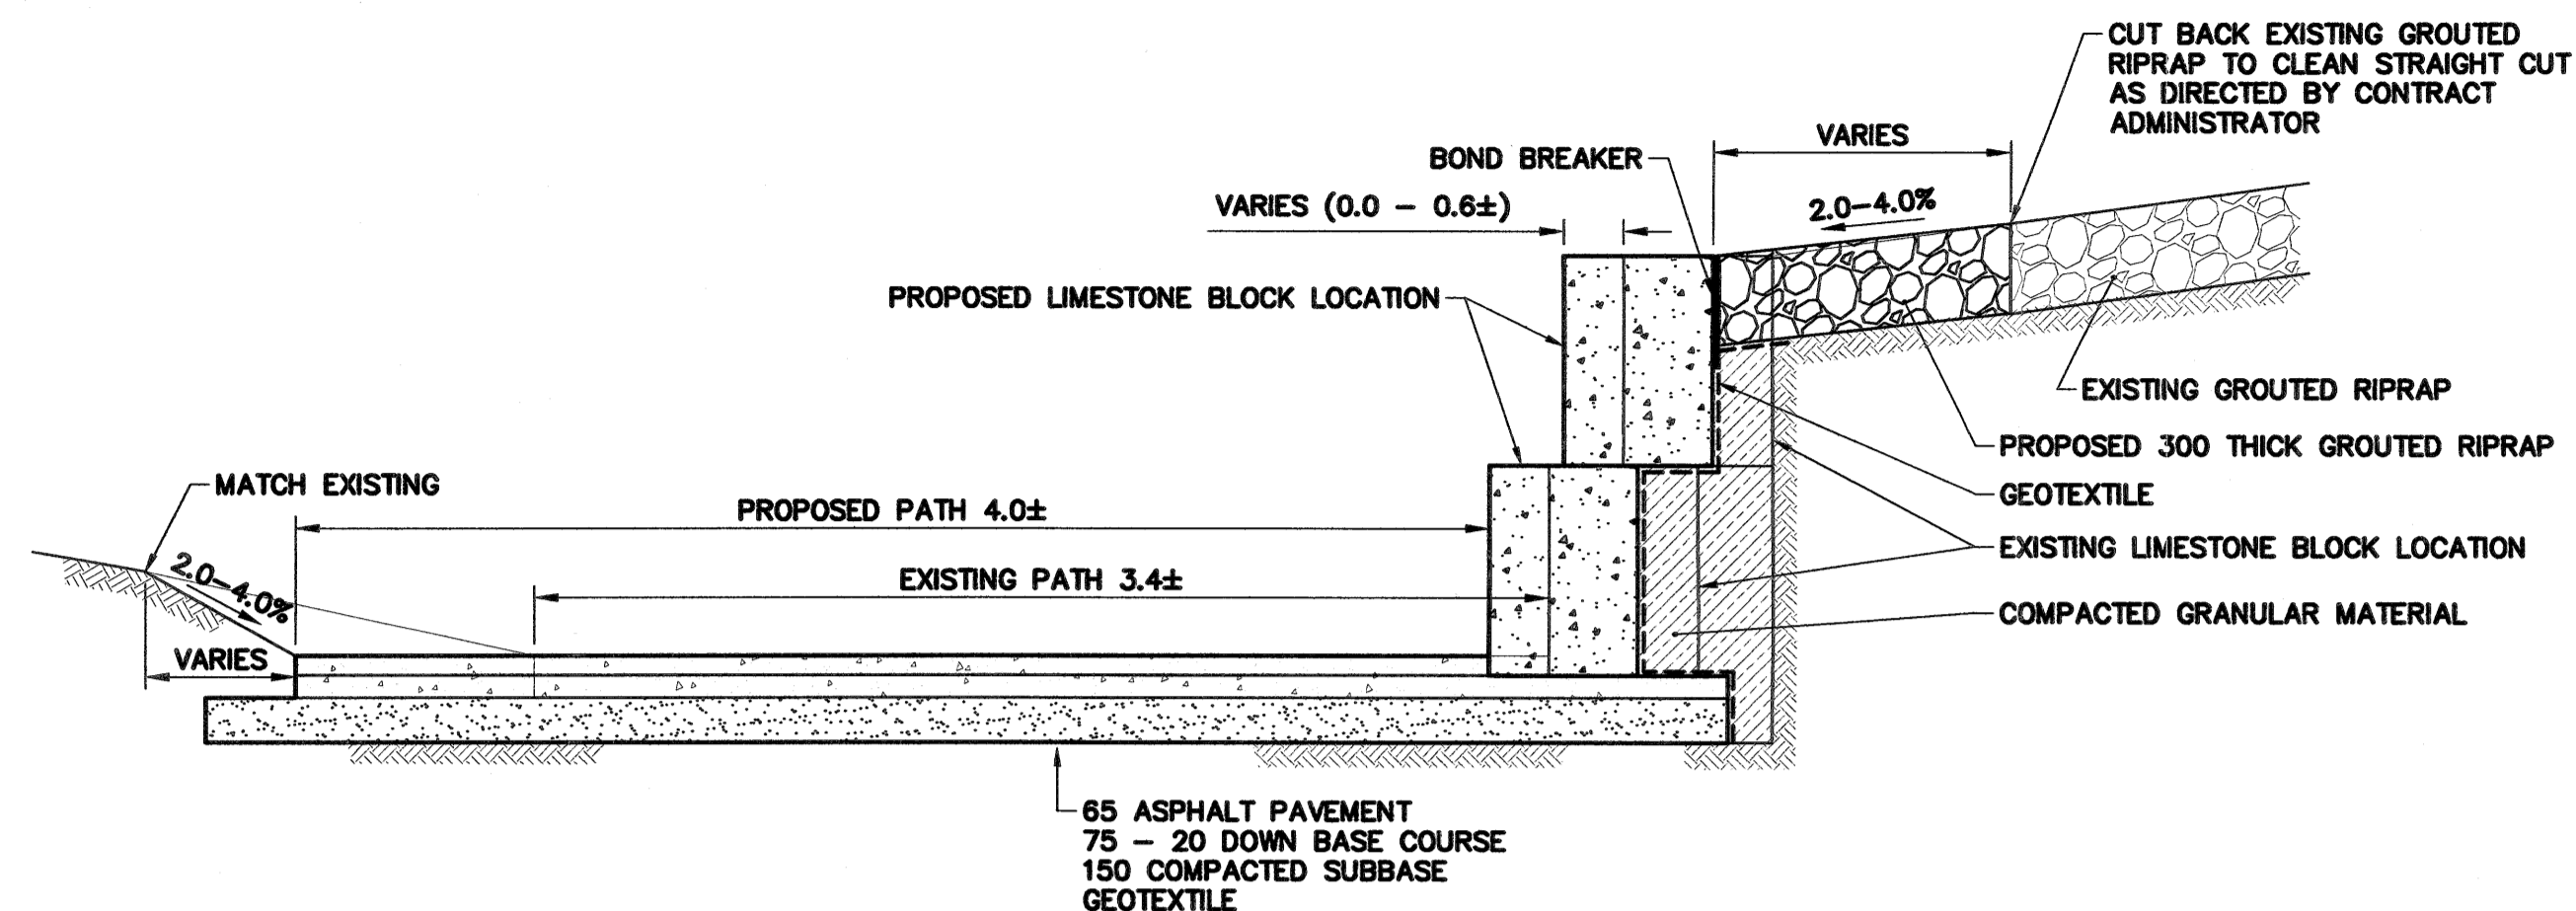 CUT BACK EXISTING GROUTED
RIPRAP TO CLEAN STRAIGHT CUT
AS DIRECTED BY CONTRACT
ADMINISTRATOR
VARIES
BOND BREAKER
VARIES (0.0 – 0.6±)
2.0–4.0%
PROPOSED LIMESTONE BLOCK LOCATION
EXISTING GROUTED RIPRAP
PROPOSED 300 THICK GROUTED RIPRAP
GEOTEXTILE
EXISTING LIMESTONE BLOCK LOCATION
COMPACTED GRANULAR MATERIAL
MATCH EXISTING
PROPOSED PATH 4.0±
2.0–4.0%
EXISTING PATH 3.4±
VARIES
65 ASPHALT PAVEMENT
75 – 20 DOWN BASE COURSE
150 COMPACTED SUBBASE
GEOTEXTILE